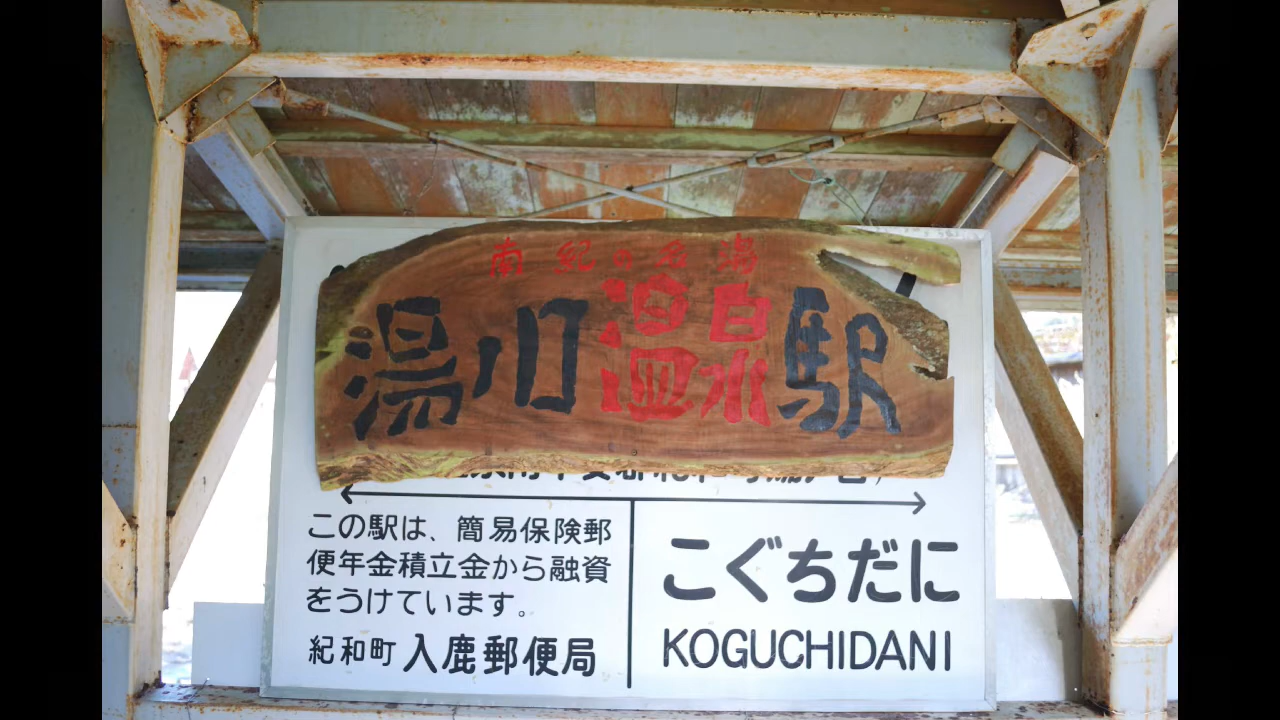 南紀の名湯
湯川温泉駅
この駅は、簡易保険郵
便年金積立金から融資
をうけています。
紀和町 入鹿郵便局
こぐちだに
KOGUCHIDANI